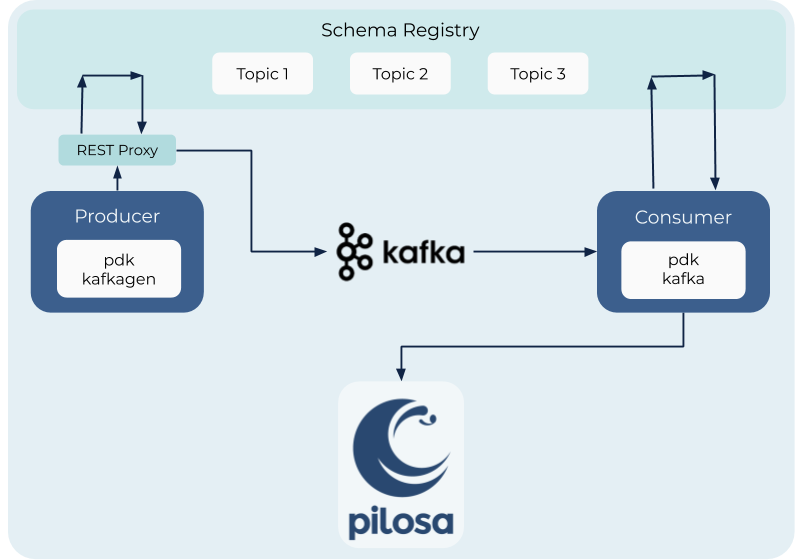 Schema Registry
Topic 1
Topic 2
Topic 3
REST Proxy
Producer
pdk
kafkagen
kafka
Consumer
pdk
kafka
pilosa